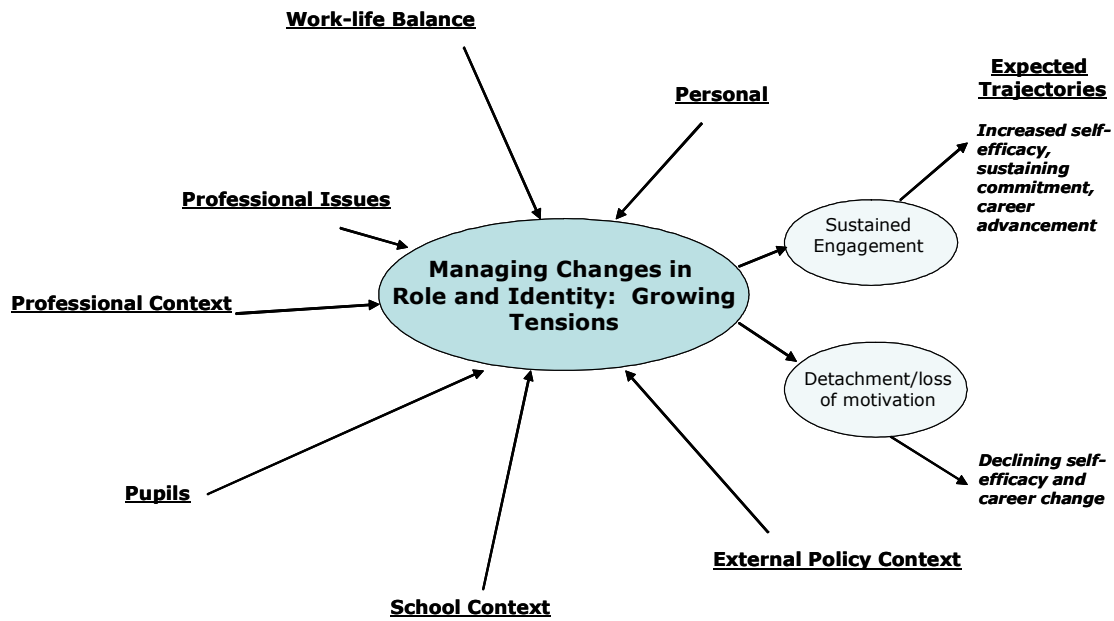 Work-life Balance
Personal
Expected
Trajectories
Increased self-
efficacy,
sustaining
commitment,
career
advancement
Professional Issues
Sustained
Engagement
Managing Changes in
Role and Identity:  Growing
Tensions
Professional Context
Detachment/loss
of motivation
Declining self-
efficacy and
career change
Pupils
External Policy Context
School Context